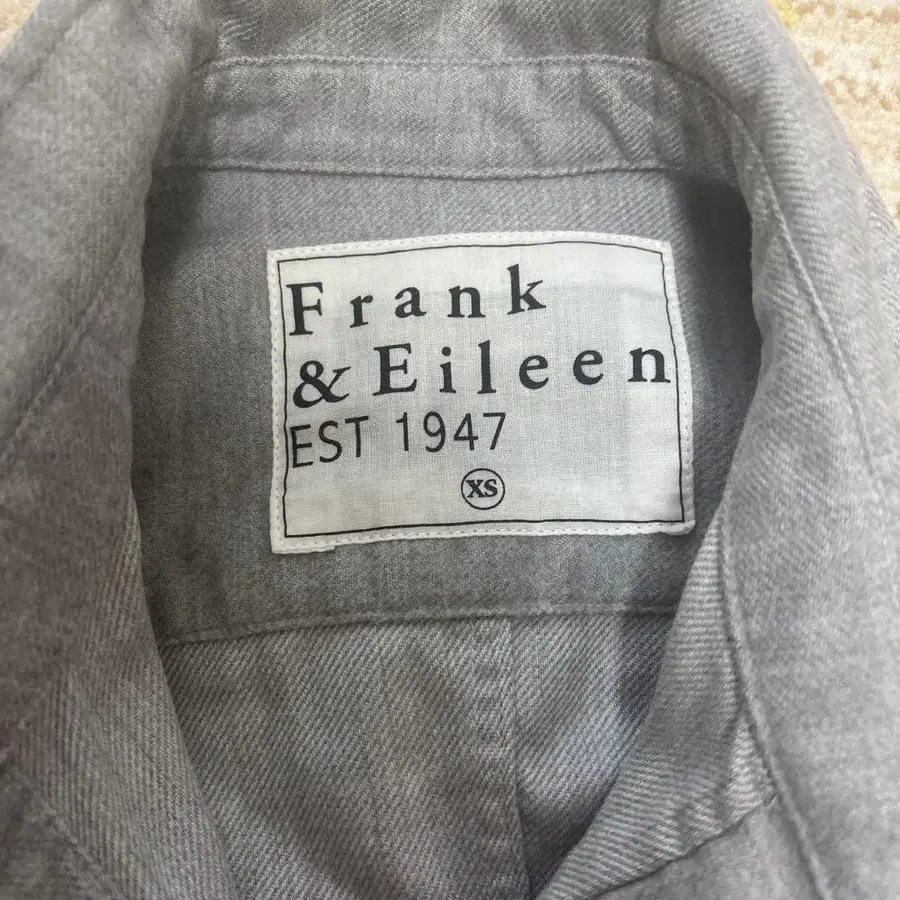 Frank
& Eileen
EST 1947
XS